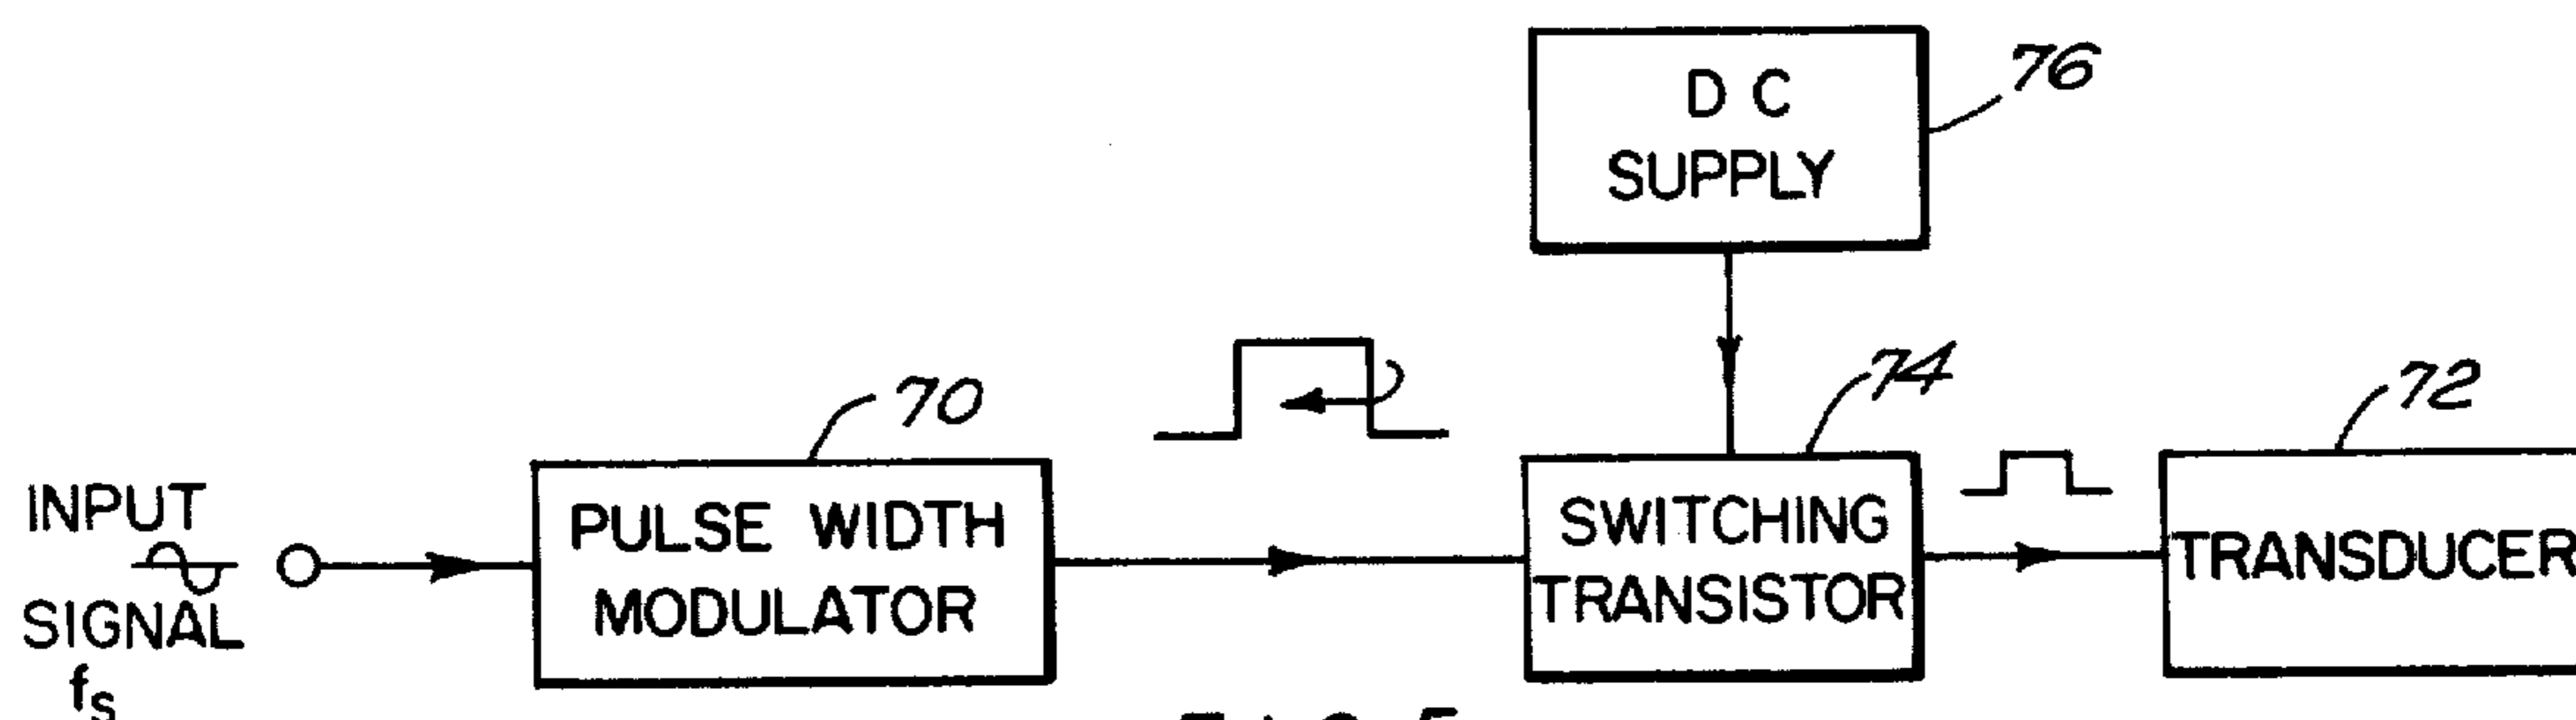 D C
SUPPLY
76
70
74
72
INPUT
SIGNAL
fs
PULSE WIDTH
MODULATOR
SWITCHING
TRANSISTOR
TRANSDUCER